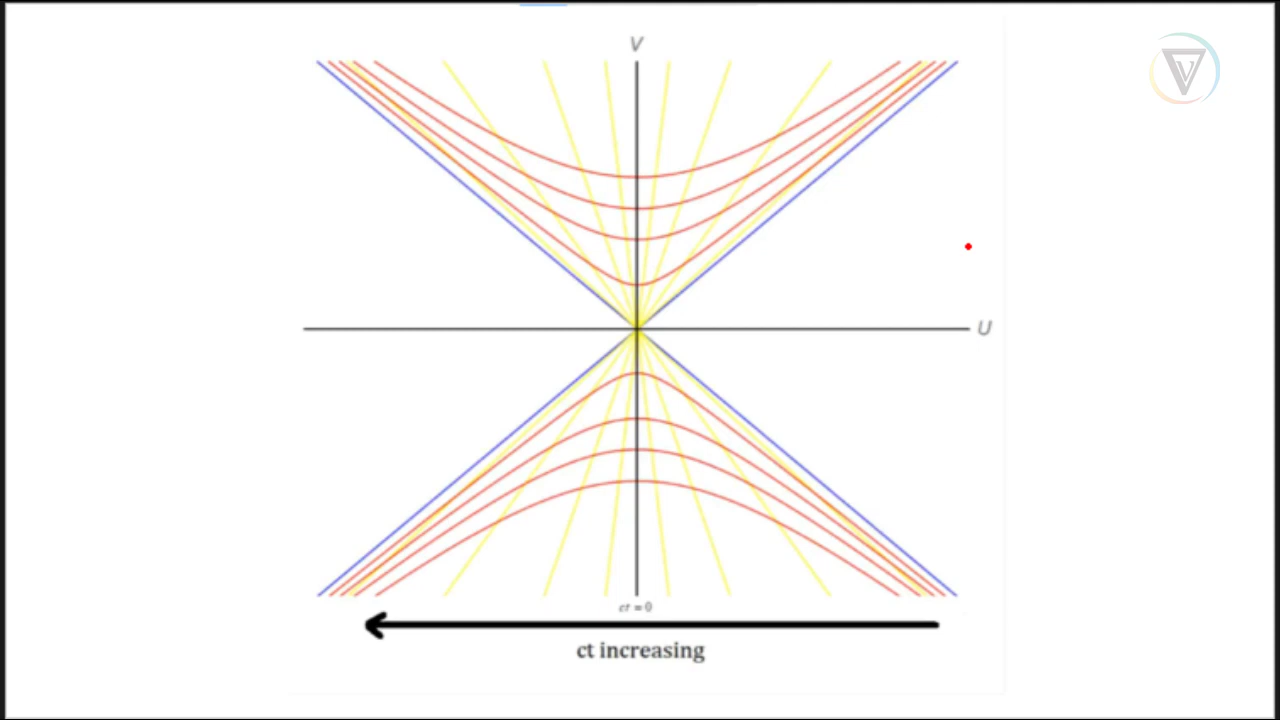 V
U
ct = 0
ct increasing